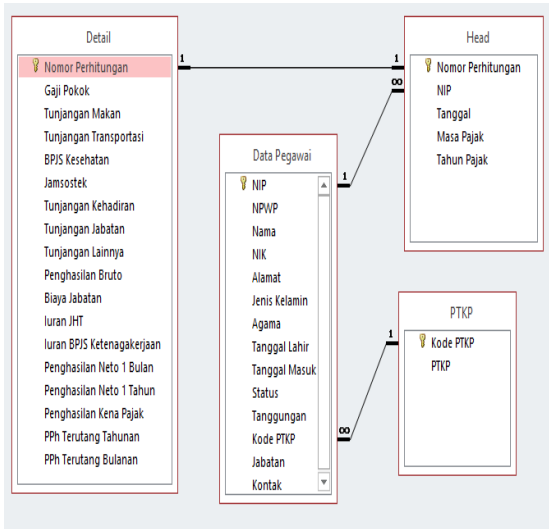 Detail
Nomor Perhitungan
Gaji Pokok
Tunjangan Makan
Tunjangan Transportasi
BPJS Kesehatan
Jamsostek
Tunjangan Kehadiran
Tunjangan Jabatan
Tunjangan Lainnya
Penghasilan Bruto
Biaya Jabatan
Iuran JHT
Iuran BPJS Ketenagakerjaan
Penghasilan Neto 1 Bulan
Penghasilan Neto 1 Tahun
Penghasilan Kena Pajak
PPh Terutang Tahunan
PPh Terutang Bulanan
1
1
∞
Head
Nomor Perhitungan
NIP
Tanggal
Masa Pajak
Tahun Pajak
Data Pegawai
NIP
NPWP
Nama
NIK
Alamat
Jenis Kelamin
Agama
Tanggal Lahir
Tanggal Masuk
Status
Tanggungan
Kode PTKP
Jabatan
Kontak
1
∞
1
PTKP
Kode PTKP
PTKP